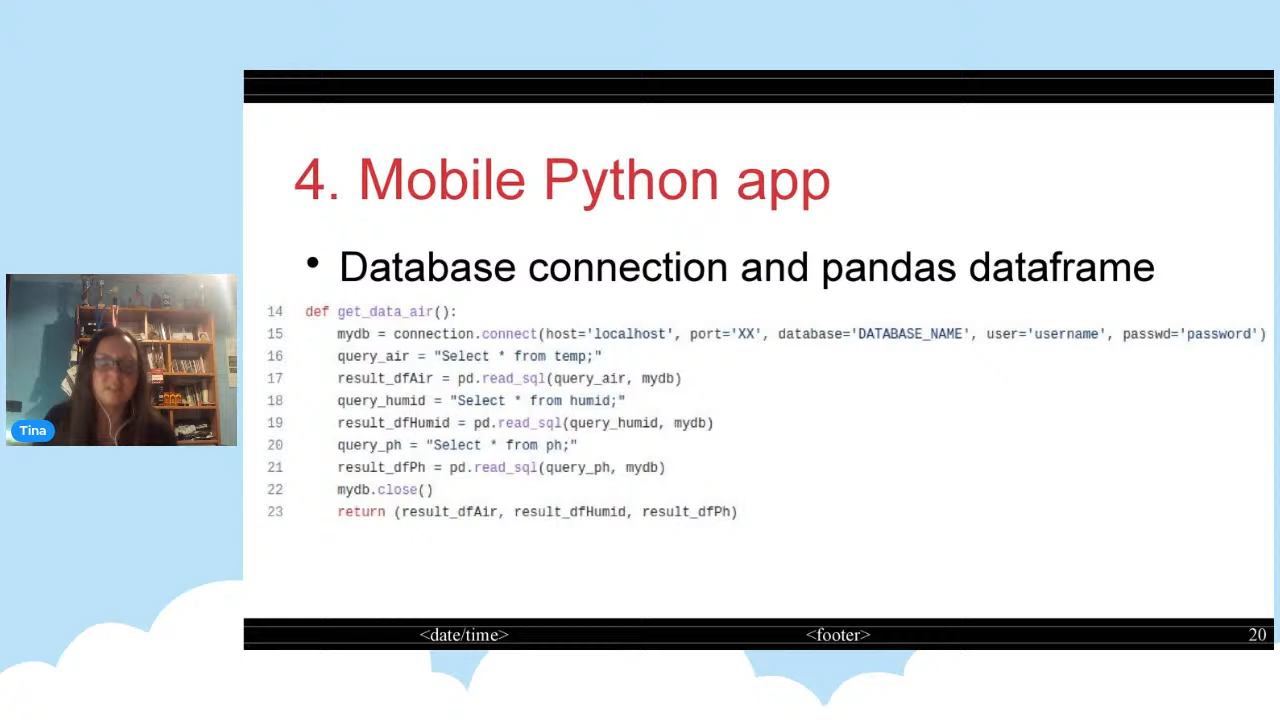 4. Mobile Python app
• Database connection and pandas dataframe
14 def get_data_air():
15 mydb = connection.connect(host='localhost', port='XX', database='DATABASE_NAME', user='username', passwd='password')
16 query_air = "Select * from temp;"
17 result_dfAir = pd.read_sql(query_air, mydb)
18 query_humid = "Select * from humid;"
19 result_dfHumid = pd.read_sql(query_humid, mydb)
20 query_ph = "Select * from ph;"
21 result_dfPh = pd.read_sql(query_ph, mydb)
22 mydb.close()
23 return (result_dfAir, result_dfHumid, result_dfPh)
Tina
<date/time> <footer> 20